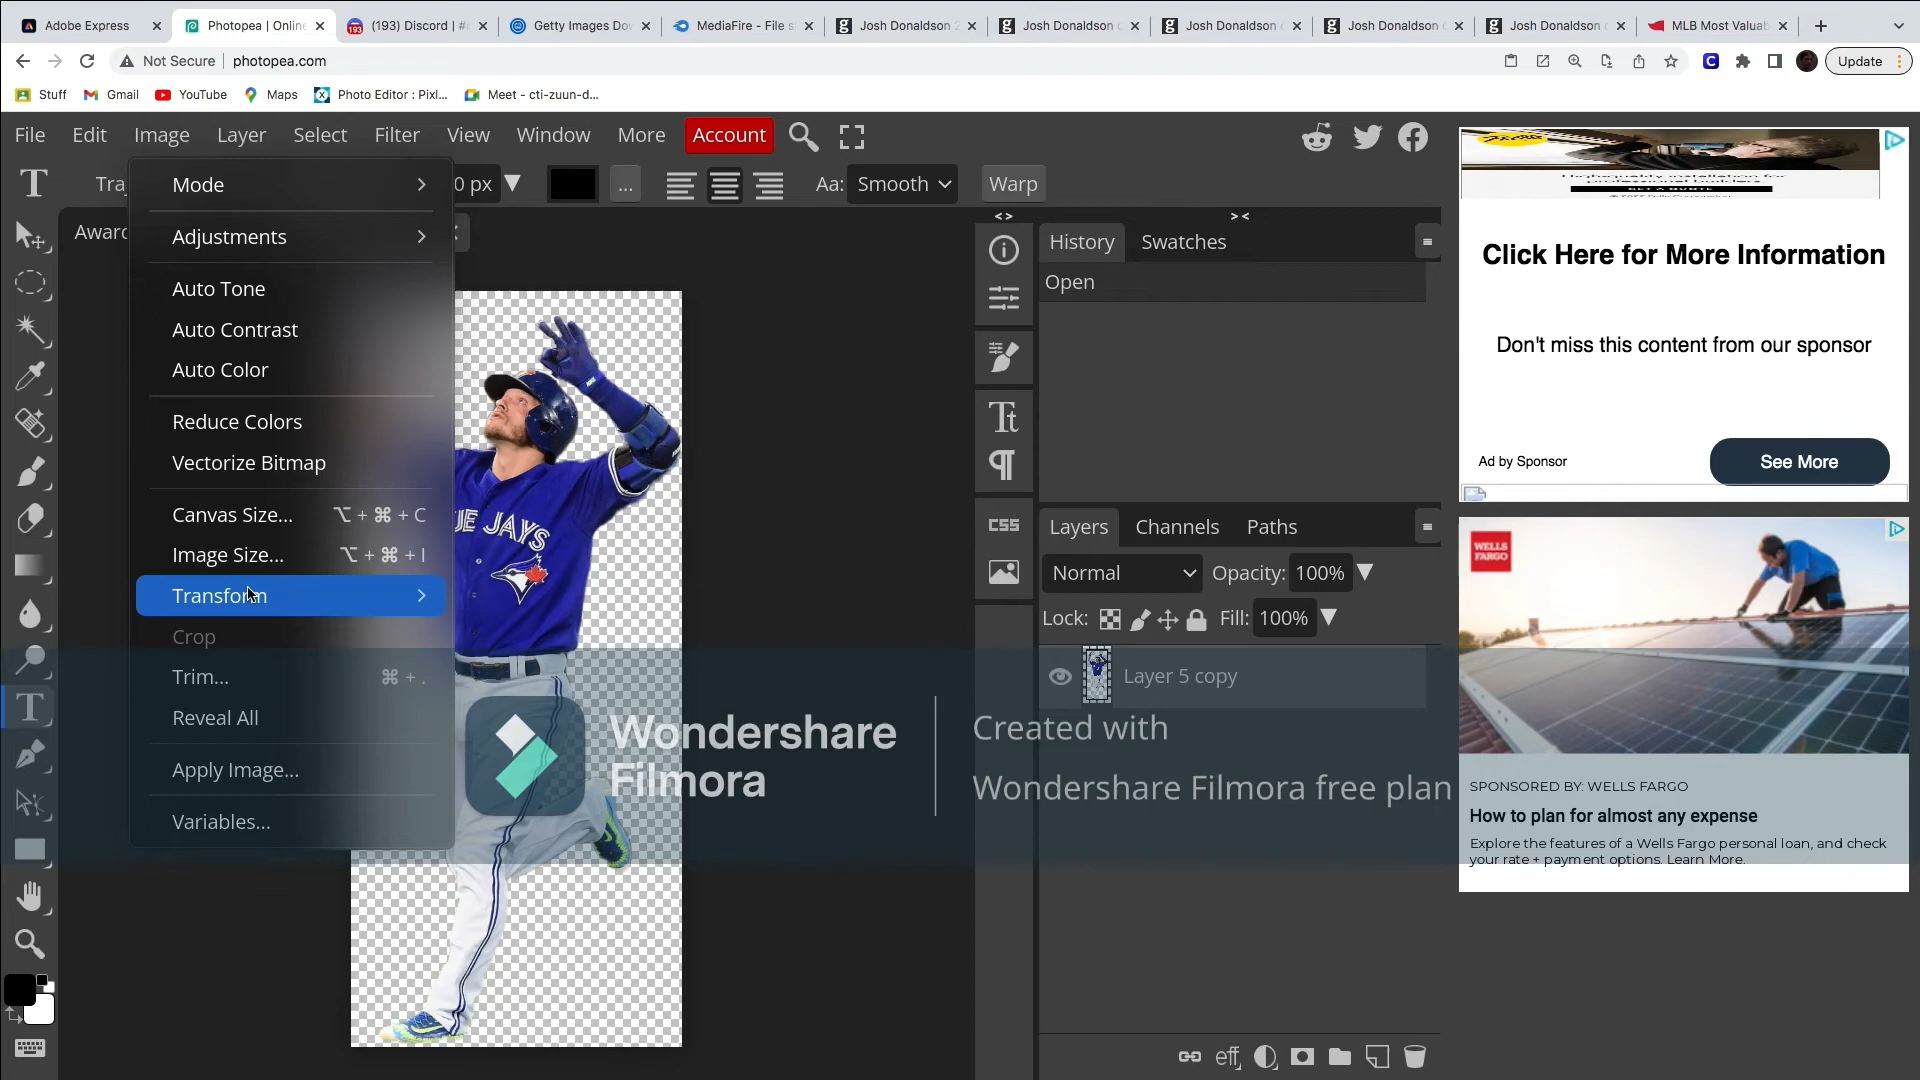 Adobe Express
Photopea | Online
(193) Discord | #
Getty Images Do
MediaFire - File s
Josh Donaldson 2
Josh Donaldson
Josh Donaldson
Josh Donaldson
Josh Donaldson
MLB Most Valuab
Not Secure
photopea.com
Update
Stuff
Gmail
YouTube
Maps
Photo Editor : Pixl...
Meet - cti-zuun-d...
File Edit Image Layer Select Filter View Window More Account
0 px
...
Aa: Smooth
Warp
Mode
Adjustments
Auto Tone
Auto Contrast
Auto Color
Reduce Colors
Vectorize Bitmap
Canvas Size... ⌥ + ⌘ + C
Image Size... ⌥ + ⌘ + I
Transform
Crop
Trim... ⌘ + .
Reveal All
Apply Image...
Variables...
UE JAYS
History Swatches
Open
CSS
Layers Channels Paths
Normal Opacity: 100%
Lock: Fill: 100%
Layer 5 copy
eff
Wondershare
Filmora
Created with
Wondershare Filmora free plan
Click Here for More Information
Don't miss this content from our sponsor
Ad by Sponsor
See More
WELLS
FARGO
SPONSORED BY: WELLS FARGO
How to plan for almost any expense
Explore the features of a Wells Fargo personal loan, and check
your rate + payment options. Learn More.